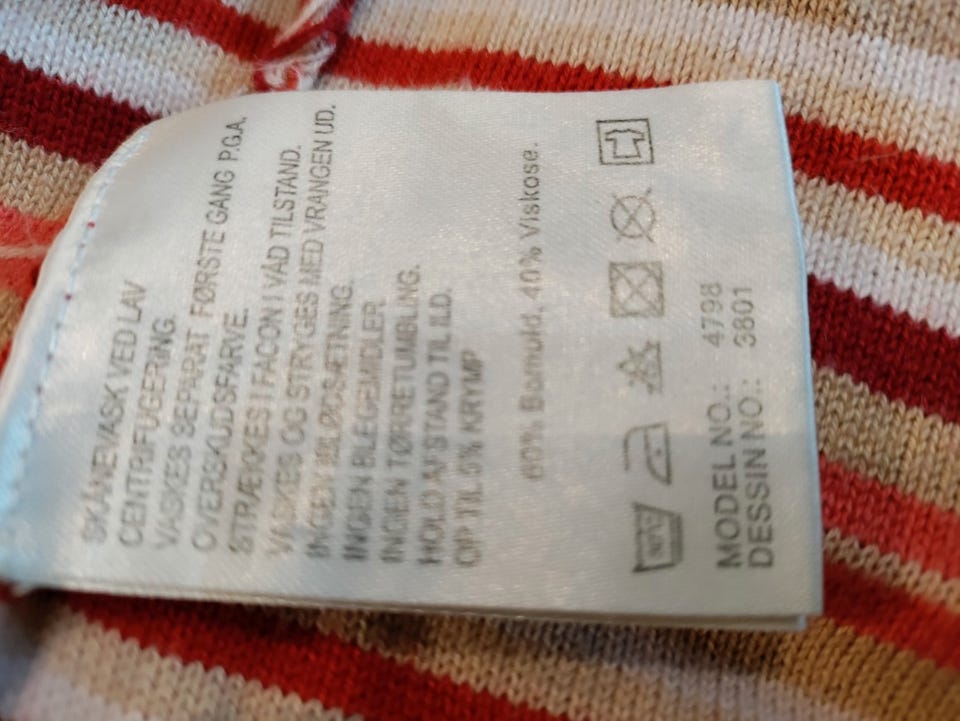 SKÅNEVASK VED LAV
CENTRIFUGERING.
VASKES SEPARAT FØRSTE GANG P.G.A.
OVERSKUDSFARVE.
STRÆKKES I FACON I VÅD TILSTAND.
VASKES OG STRYGES MED VRANGEN UD.
INGEN IBLØDSÆTNING.
INGEN BLEGEMIDLER.
INGEN TØRRETUMBLING.
HOLD AFSTAND TIL ILD.
OP TIL 5% KRYMP
60% Bomuld, 40% Viskose.
MODEL NO.: 4798
DESSIN NO.: 3801